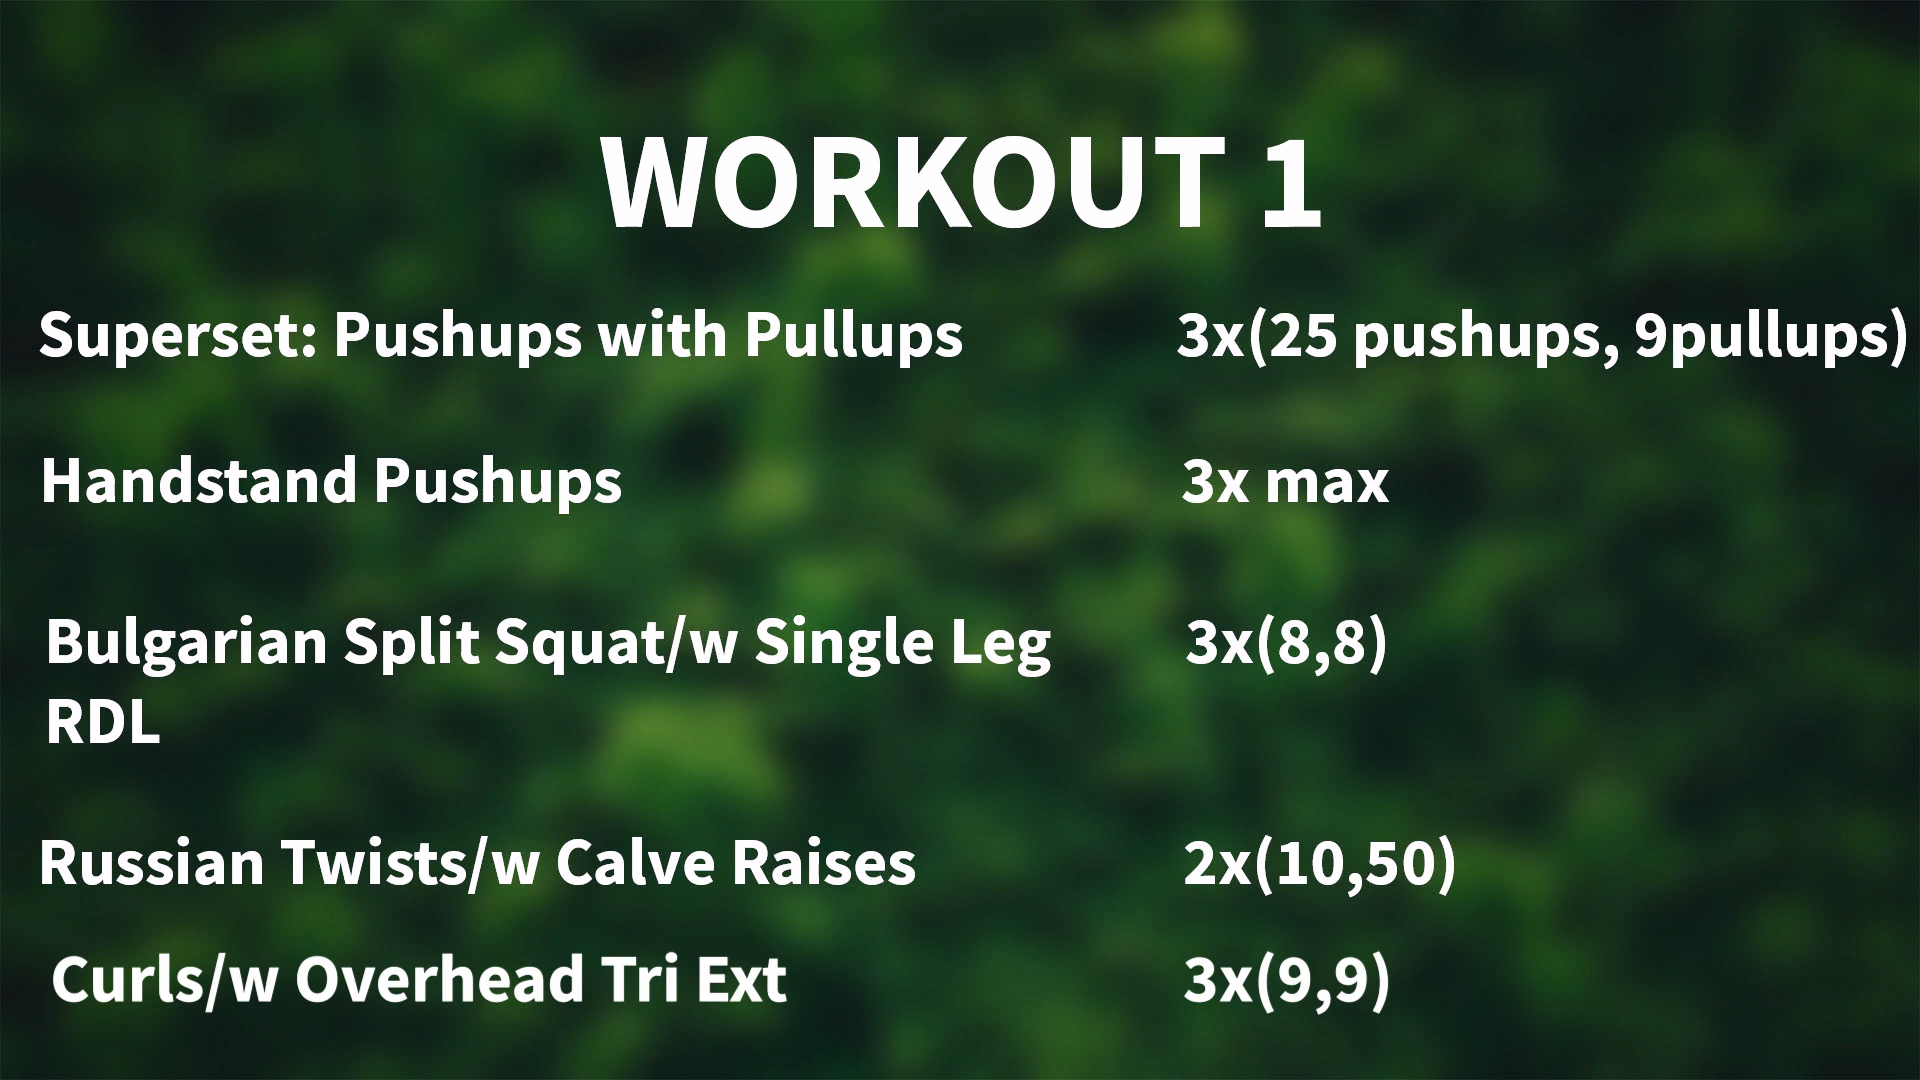 WORKOUT 1
Superset: Pushups with Pullups 3x(25 pushups, 9pullups)
Handstand Pushups 3x max
Bulgarian Split Squat/w Single Leg 3x(8,8)
RDL
Russian Twists/w Calve Raises 2x(10,50)
Curls/w Overhead Tri Ext 3x(9,9)